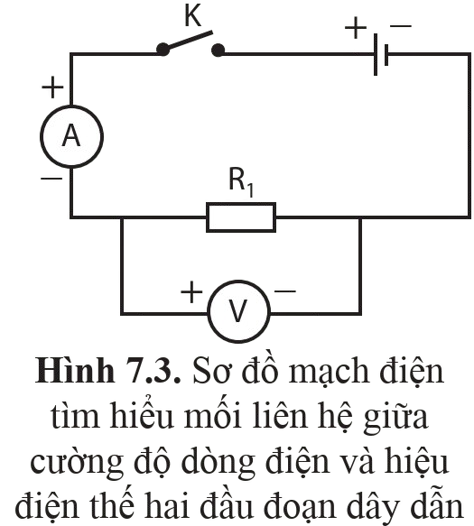 K
+ −
+
A
−
R₁
+ V −
Hình 7.3. Sơ đồ mạch điện
tìm hiểu mối liên hệ giữa
cường độ dòng điện và hiệu
điện thế hai đầu đoạn dây dẫn